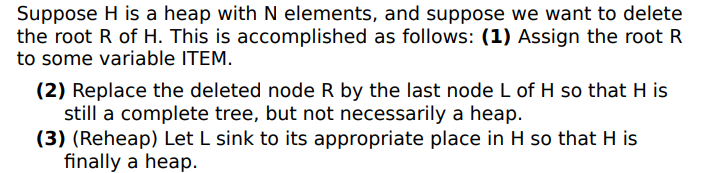 Suppose H is a heap with N elements, and suppose we want to delete
the root R of H. This is accomplished as follows: (1) Assign the root R
to some variable ITEM.
(2) Replace the deleted node R by the last node L of H so that H is
still a complete tree, but not necessarily a heap.
(3) (Reheap) Let L sink to its appropriate place in H so that H is
finally a heap.